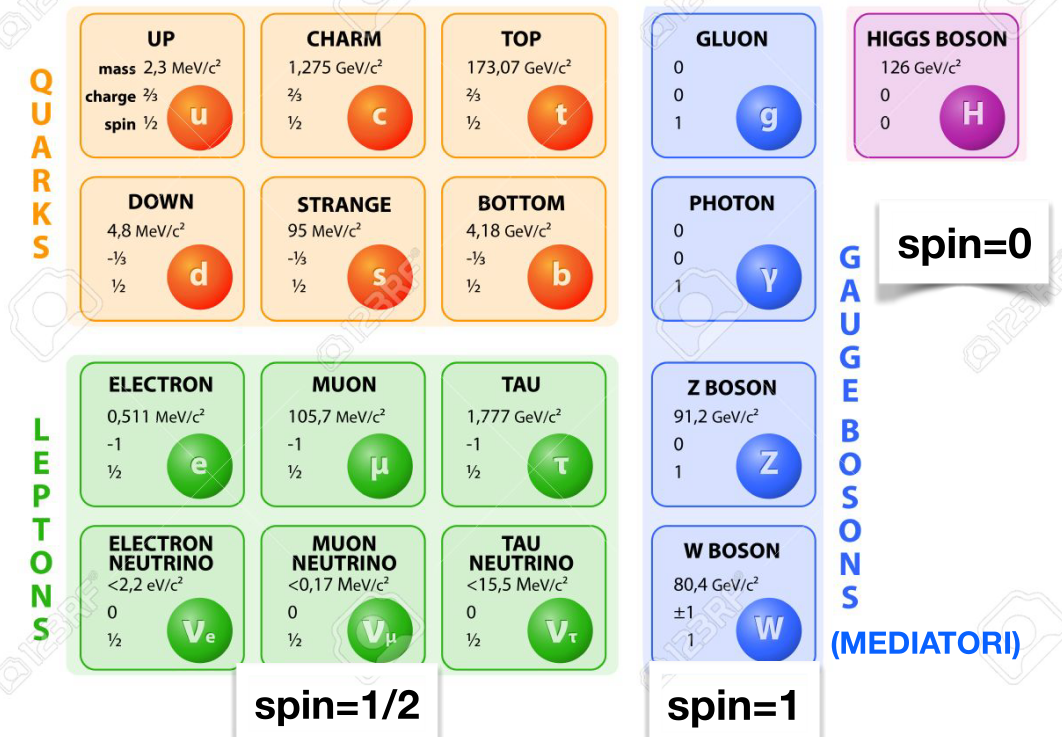 QUARKS
UP
mass 2,3 MeV/c²
charge ⅔
spin ½
u
CHARM
1,275 GeV/c²
⅔
½
c
TOP
173,07 GeV/c²
⅔
½
t
DOWN
4,8 MeV/c²
-⅓
½
d
STRANGE
95 MeV/c²
-⅓
½
s
BOTTOM
4,18 GeV/c²
-⅓
½
b
LEPTONS
ELECTRON
0,511 MeV/c²
-1
½
e
MUON
105,7 MeV/c²
-1
½
μ
TAU
1,777 GeV/c²
-1
½
τ
ELECTRON
NEUTRINO
<2,2 eV/c²
0
½
νe
MUON
NEUTRINO
<0,17 MeV/c²
0
½
νμ
TAU
NEUTRINO
<15,5 MeV/c²
0
½
ντ
spin=1/2
GLUON
0
0
1
g
PHOTON
0
0
1
γ
Z BOSON
91,2 GeV/c²
0
1
Z
W BOSON
80,4 GeV/c²
±1
1
W
spin=1
GAUGE BOSONS
(MEDIATORI)
HIGGS BOSON
126 GeV/c²
0
0
H
spin=0
123RF